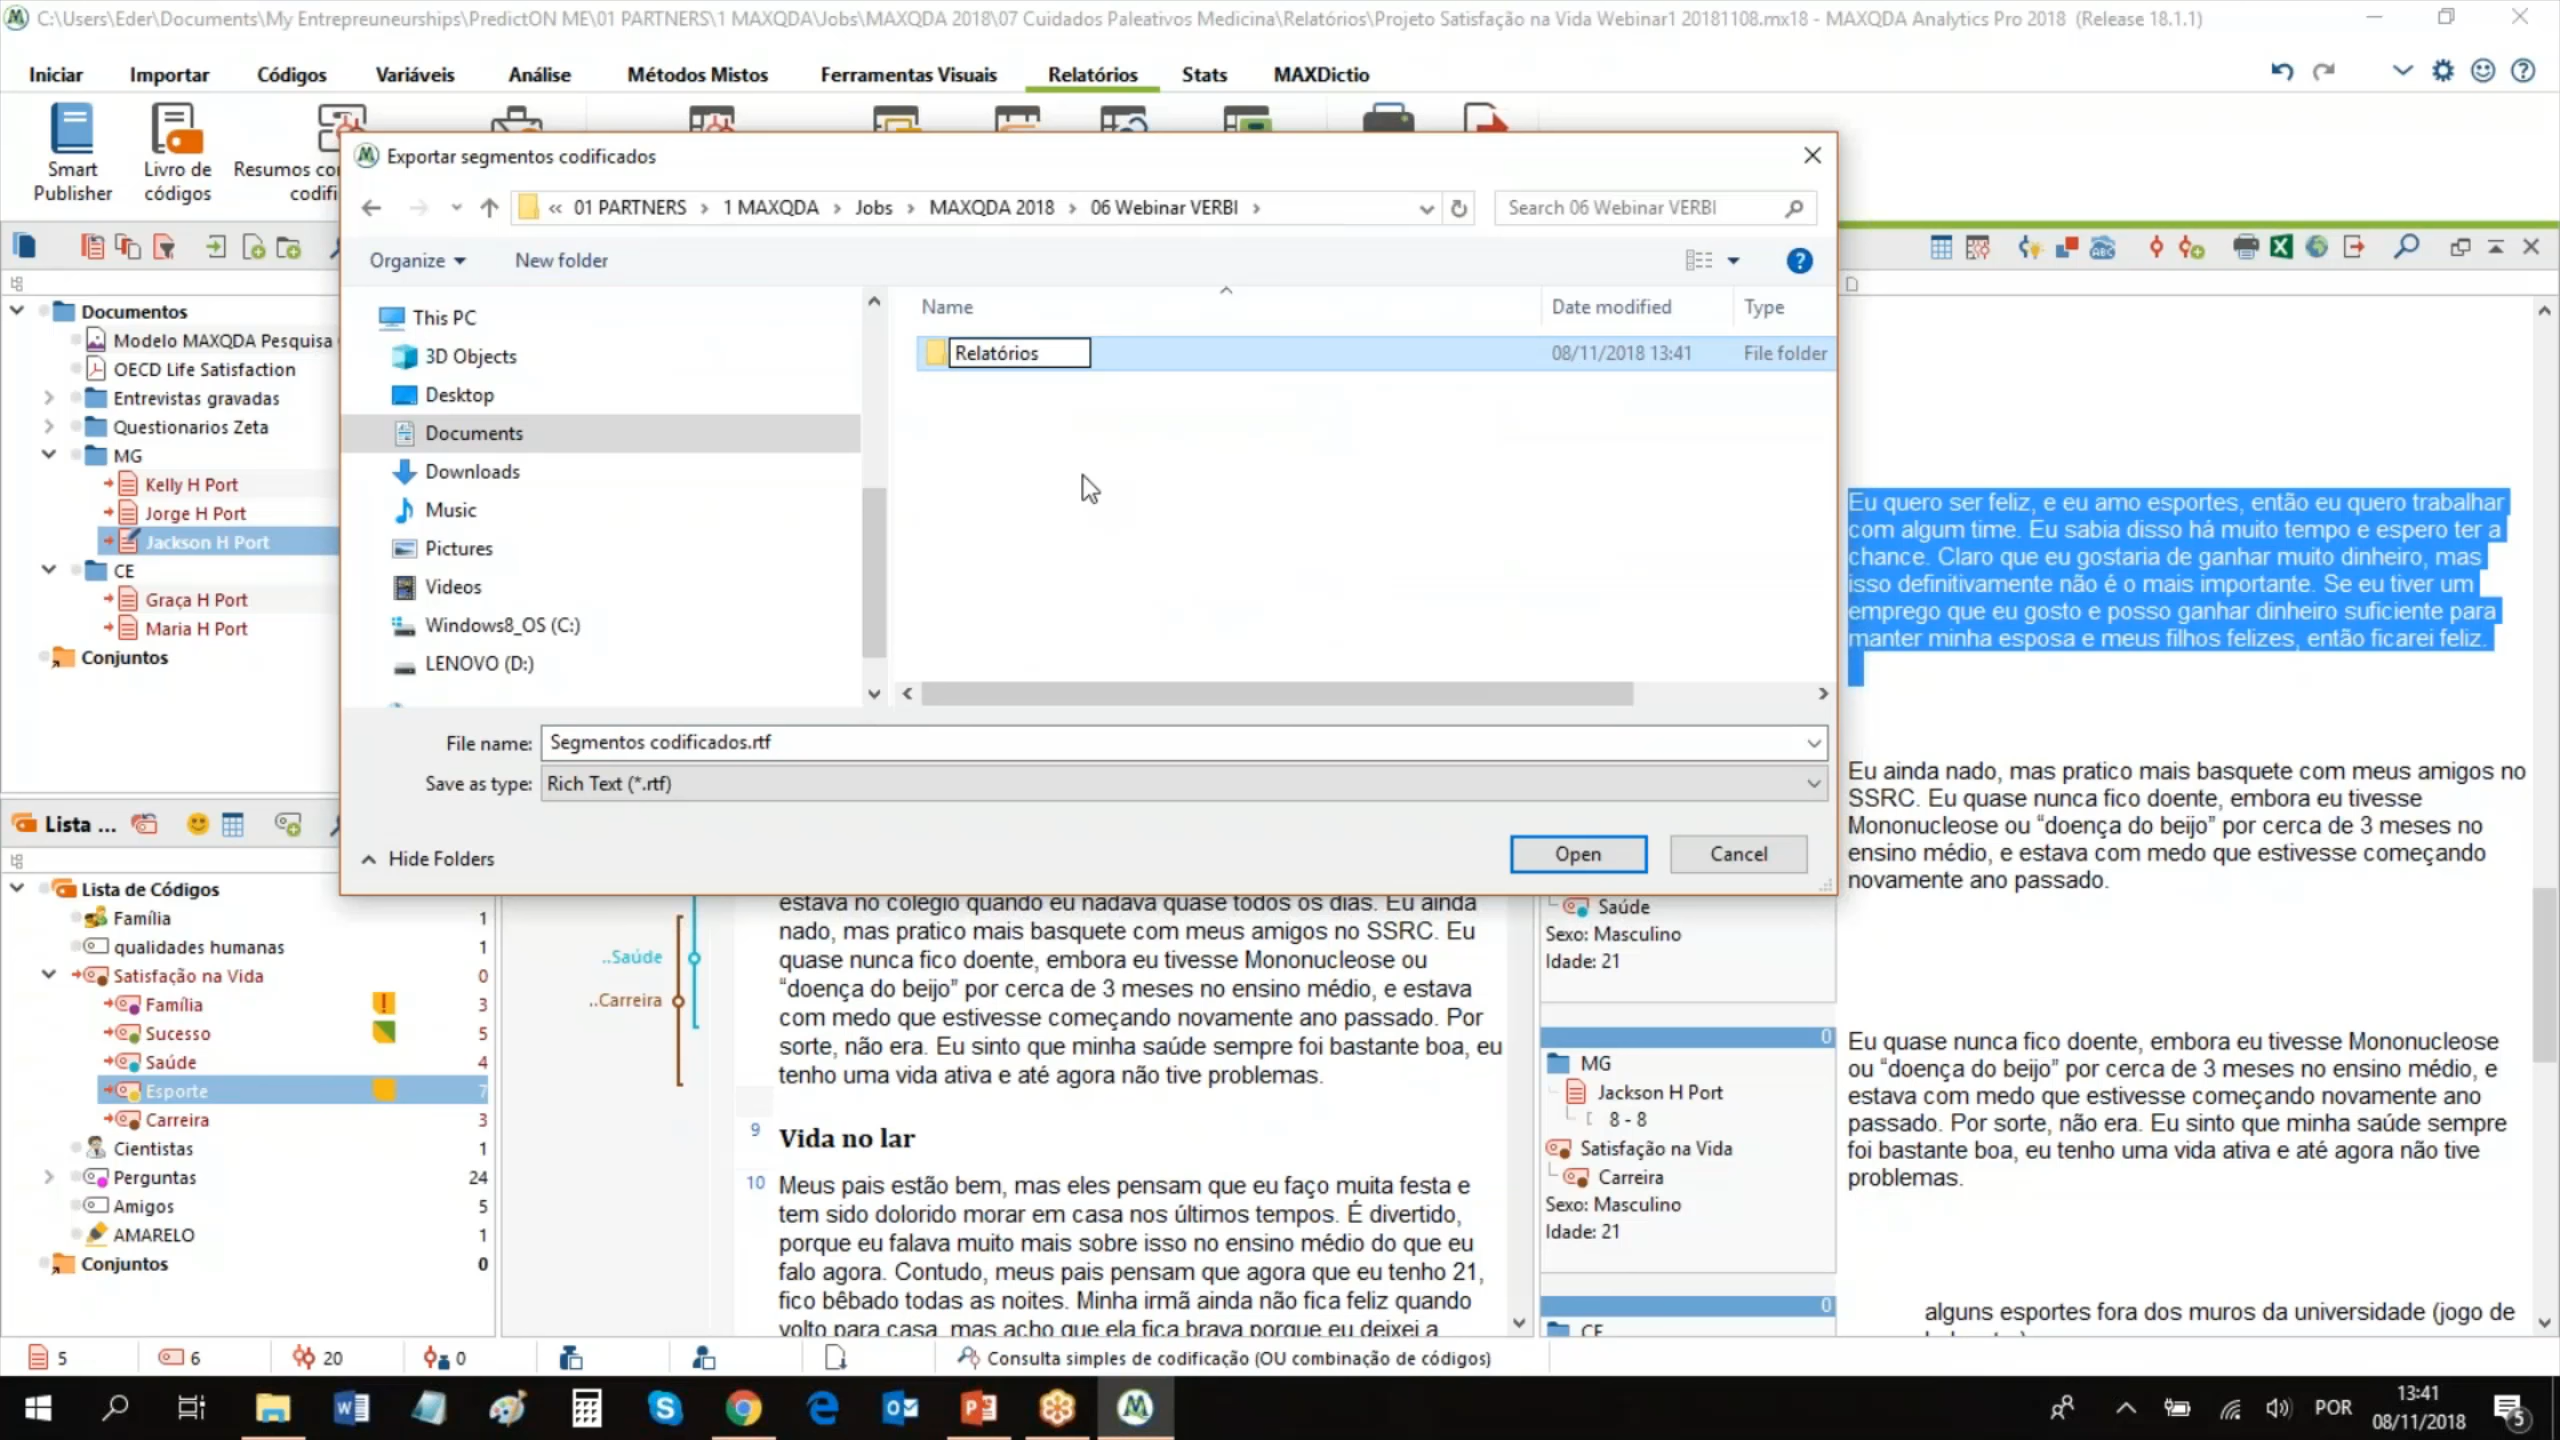 C:\Users\Eder\Documents\My Entrepreuneurships\PredictON ME\01 PARTNERS\1 MAXQDA\Jobs\MAXQDA 2018\07 Cuidados Paleativos Medicina\Relatórios\Projeto Satisfação na Vida Webinar1 20181108.mx18 - MAXQDA Analytics Pro 2018 (Release 18.1.1)
Iniciar Importar Códigos Variáveis Análise Métodos Mistos Ferramentas Visuais Relatórios Stats MAXDictio
Smart
Publisher
Livro de
códigos
Resumos co
codifi
Exportar segmentos codificados
« 01 PARTNERS › 1 MAXQDA › Jobs › MAXQDA 2018 › 06 Webinar VERBI ›
Search 06 Webinar VERBI
Organize New folder
This PC
3D Objects
Desktop
Documents
Downloads
Music
Pictures
Videos
Windows8_OS (C:)
LENOVO (D:)
Name Date modified Type
Relatórios 08/11/2018 13:41 File folder
File name: Segmentos codificados.rtf
Save as type: Rich Text (*.rtf)
Hide Folders Open Cancel
Documentos
Modelo MAXQDA Pesquisa
OECD Life Satisfaction
Entrevistas gravadas
Questionarios Zeta
MG
Kelly H Port
Jorge H Port
Jackson H Port
CE
Graça H Port
Maria H Port
Conjuntos
Lista ...
Lista de Códigos
Família 1
qualidades humanas 1
Satisfação na Vida 0
Família 3
Sucesso 5
Saúde 4
Esporte 7
Carreira 3
Cientistas 1
Perguntas 24
Amigos 5
AMARELO 1
Conjuntos 0
..Saúde
..Carreira
estava no colégio quando eu nadava quase todos os dias. Eu ainda
nado, mas pratico mais basquete com meus amigos no SSRC. Eu
quase nunca fico doente, embora eu tivesse Mononucleose ou
“doença do beijo” por cerca de 3 meses no ensino médio, e estava
com medo que estivesse começando novamente ano passado. Por
sorte, não era. Eu sinto que minha saúde sempre foi bastante boa, eu
tenho uma vida ativa e até agora não tive problemas.
9 Vida no lar
10 Meus pais estão bem, mas eles pensam que eu faço muita festa e
tem sido dolorido morar em casa nos últimos tempos. É divertido,
porque eu falava muito mais sobre isso no ensino médio do que eu
falo agora. Contudo, meus pais pensam que agora que eu tenho 21,
fico bêbado todas as noites. Minha irmã ainda não fica feliz quando
volto para casa, mas acho que ela fica brava porque eu deixei a
Saúde
Sexo: Masculino
Idade: 21
0
MG
Jackson H Port
8 - 8
Satisfação na Vida
Carreira
Sexo: Masculino
Idade: 21
0
CE
Eu quero ser feliz, e eu amo esportes, então eu quero trabalhar
com algum time. Eu sabia disso há muito tempo e espero ter a
chance. Claro que eu gostaria de ganhar muito dinheiro, mas
isso definitivamente não é o mais importante. Se eu tiver um
emprego que eu gosto e posso ganhar dinheiro suficiente para
manter minha esposa e meus filhos felizes, então ficarei feliz.
Eu ainda nado, mas pratico mais basquete com meus amigos no
SSRC. Eu quase nunca fico doente, embora eu tivesse
Mononucleose ou “doença do beijo” por cerca de 3 meses no
ensino médio, e estava com medo que estivesse começando
novamente ano passado.
Eu quase nunca fico doente, embora eu tivesse Mononucleose
ou “doença do beijo” por cerca de 3 meses no ensino médio, e
estava com medo que estivesse começando novamente ano
passado. Por sorte, não era. Eu sinto que minha saúde sempre
foi bastante boa, eu tenho uma vida ativa e até agora não tive
problemas.
alguns esportes fora dos muros da universidade (jogo de
5 6 20 0 Consulta simples de codificação (OU combinação de códigos)
POR
13:41
08/11/2018
5